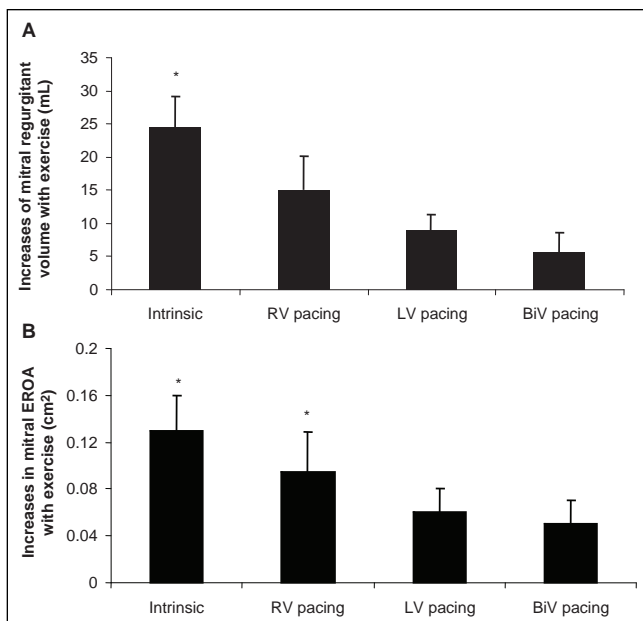 A
Increases of mitral regurgitant
volume with exercise (mL)
35
30
25
20
15
10
5
0
*
Intrinsic
RV pacing
LV pacing
BiV pacing
B
Increases in mitral EROA
with exercise (cm²)
0.2
0.16
0.12
0.08
0.04
0
*
*
Intrinsic
RV pacing
LV pacing
BiV pacing